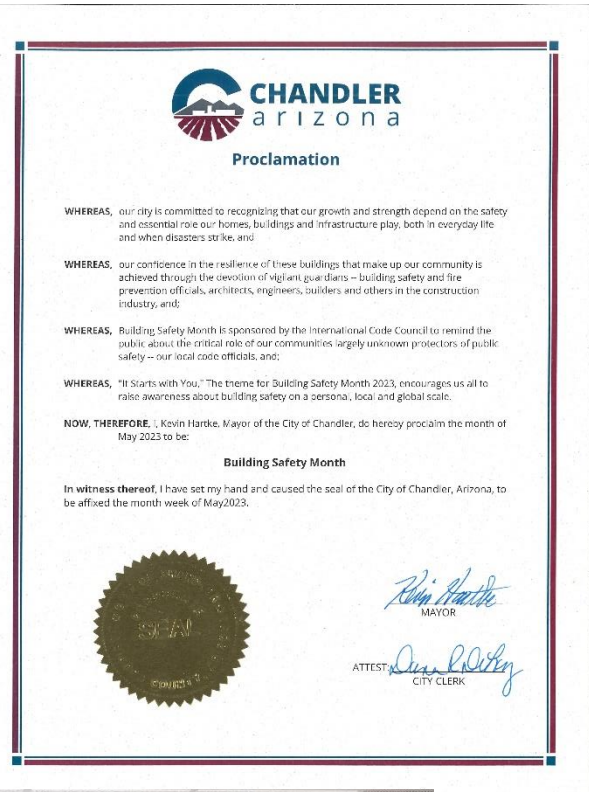 CHANDLER
arizona
Proclamation
WHEREAS, our city is committed to recognizing that our growth and strength depend on the safety
and essential role our homes, buildings and infrastructure play, both in everyday life
and when disasters strike, and
WHEREAS, our confidence in the resilience of these buildings that make up our community is
achieved through the devotion of vigilant guardians -- building safety and fire
prevention officials, architects, engineers, builders and others in the construction
industry, and;
WHEREAS, Building Safety Month is sponsored by the International Code Council to remind the
public about the critical role of our communities largely unknown protectors of public
safety -- our local code officials, and;
WHEREAS, "It Starts with You," The theme for Building Safety Month 2023, encourages us all to
raise awareness about building safety on a personal, local and global scale.
NOW, THEREFORE, I, Kevin Hartke, Mayor of the City of Chandler, do hereby proclaim the month of
May 2023 to be:
Building Safety Month
In witness thereof, I have set my hand and caused the seal of the City of Chandler, Arizona, to
be affixed the month week of May2023.
SEAL
Kevin Hartke
MAYOR
ATTEST:
CITY CLERK